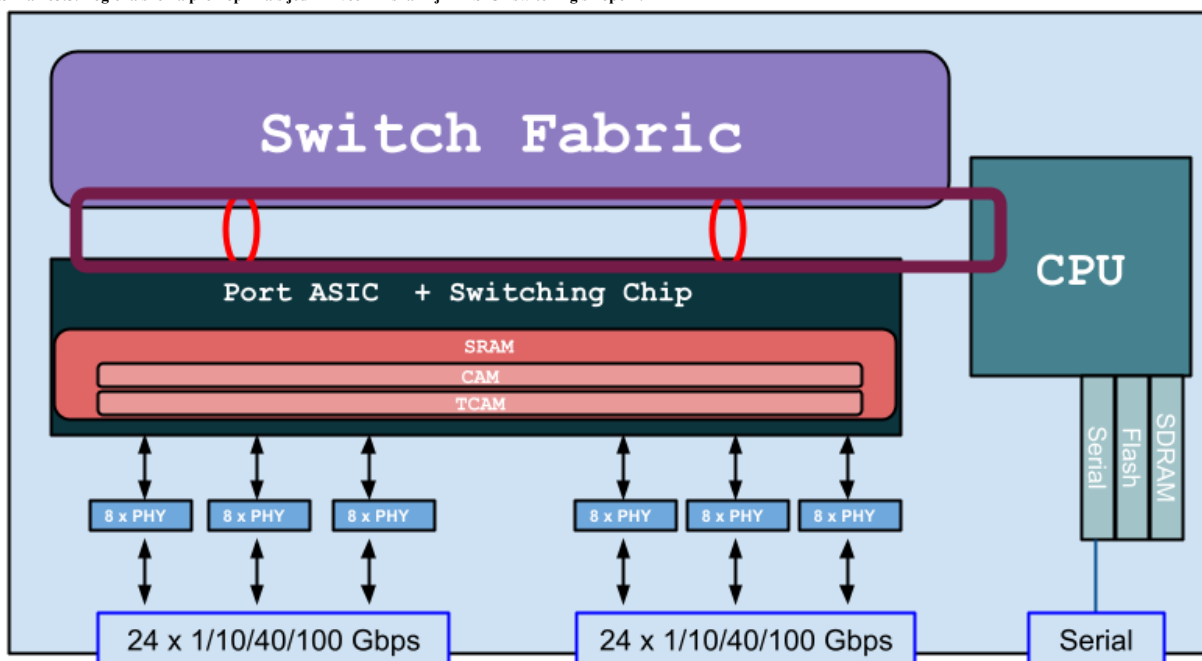 Switch Fabric
CPU
Port ASIC + Switching Chip
SRAM
CAM
TCAM
Serial
Flash
SDRAM
8 x PHY
8 x PHY
8 x PHY
8 x PHY
8 x PHY
8 x PHY
24 x 1/10/40/100 Gbps
24 x 1/10/40/100 Gbps
Serial